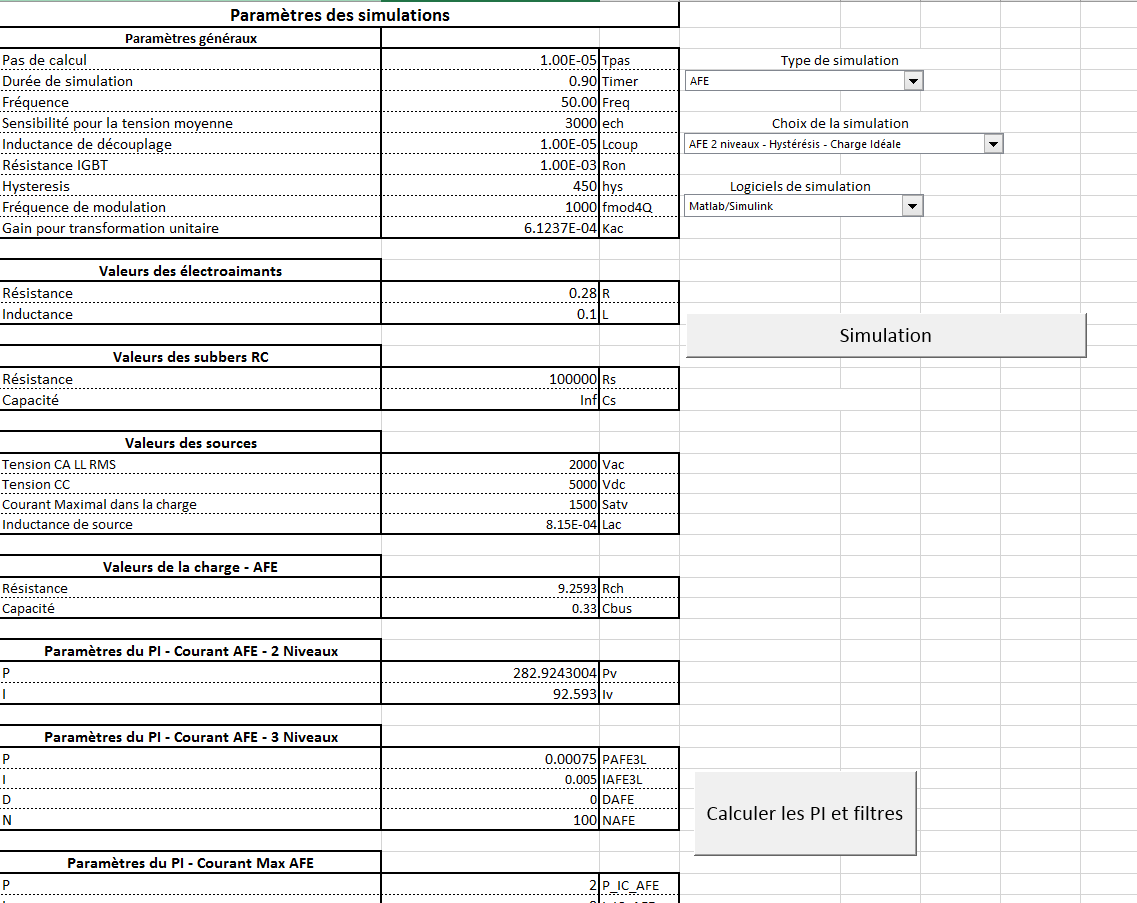 Paramètres des simulations
Paramètres généraux
Pas de calcul 1.00E-05 Tpas Type de simulation
Durée de simulation 0.90 Timer AFE
Fréquence 50.00 Freq
Sensibilité pour la tension moyenne 3000 ech Choix de la simulation
Inductance de découplage 1.00E-05 Lcoup AFE 2 niveaux - Hystérésis - Charge Idéale
Résistance IGBT 1.00E-03 Ron
Hysteresis 450 hys Logiciels de simulation
Fréquence de modulation 1000 fmod4Q Matlab/Simulink
Gain pour transformation unitaire 6.1237E-04 Kac
Valeurs des électroaimants
Résistance 0.28 R
Inductance 0.1 L
Simulation
Valeurs des subbers RC
Résistance 100000 Rs
Capacité Inf Cs
Valeurs des sources
Tension CA LL RMS 2000 Vac
Tension CC 5000 Vdc
Courant Maximal dans la charge 1500 Satv
Inductance de source 8.15E-04 Lac
Valeurs de la charge - AFE
Résistance 9.2593 Rch
Capacité 0.33 Cbus
Paramètres du PI - Courant AFE - 2 Niveaux
P 282.9243004 Pv
I 92.593 Iv
Paramètres du PI - Courant AFE - 3 Niveaux
P 0.00075 PAFE3L
I 0.005 IAFE3L
D 0 DAFE
N 100 NAFE
Calculer les PI et filtres
Paramètres du PI - Courant Max AFE
P 2 P_IC_AFE